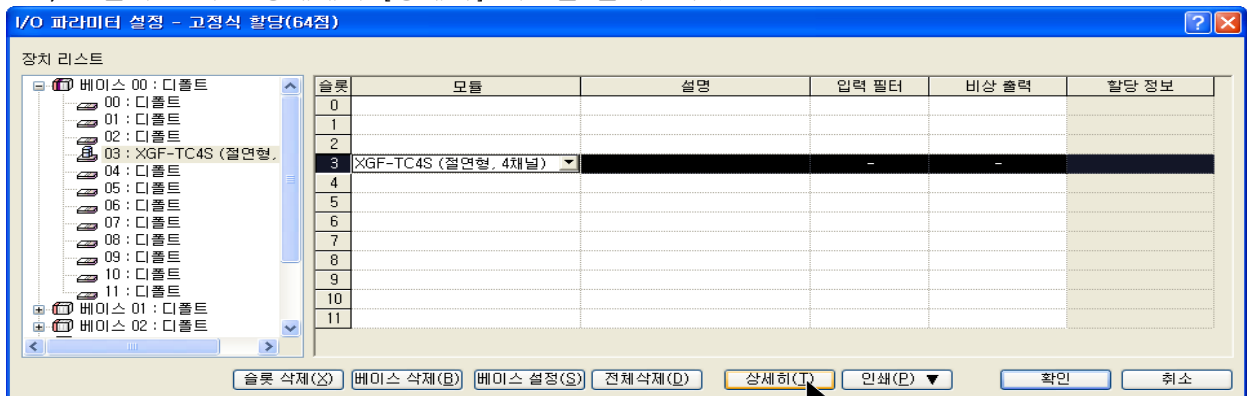 I/O 파라미터 설정 - 고정식 할당(64점)
장치 리스트
베이스 00 : 디폴트
00 : 디폴트
01 : 디폴트
02 : 디폴트
03 : XGF-TC4S (절연형,
04 : 디폴트
05 : 디폴트
06 : 디폴트
07 : 디폴트
08 : 디폴트
09 : 디폴트
10 : 디폴트
11 : 디폴트
베이스 01 : 디폴트
베이스 02 : 디폴트
슬롯 모듈 설명 입력 필터 비상 출력 할당 정보
0
1
2
3 XGF-TC4S (절연형, 4채널) - -
4
5
6
7
8
9
10
11
슬롯 삭제(X) 베이스 삭제(B) 베이스 설정(S) 전체삭제(D) 상세히(T) 인쇄(P) ▼ 확인 취소